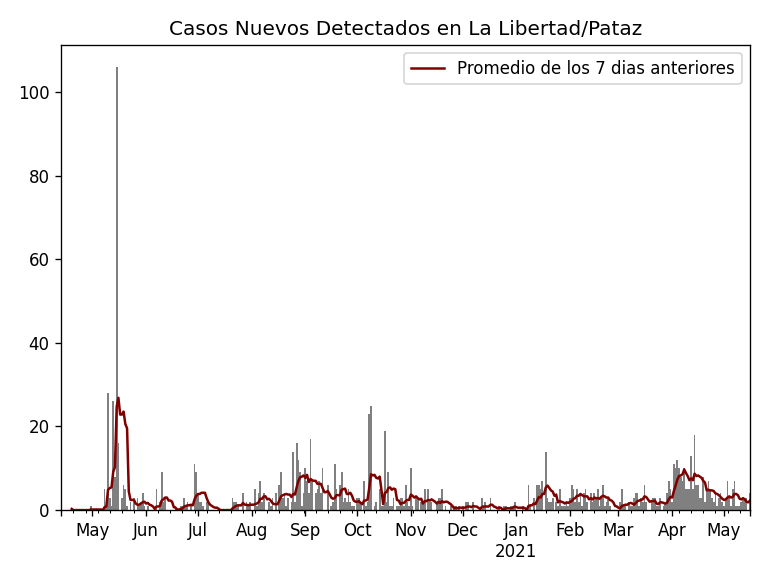 Casos Nuevos Detectados en La Libertad/Pataz
Promedio de los 7 dias anteriores
100
80
60
40
20
0
May Jun Jul Aug Sep Oct Nov Dec Jan Feb Mar Apr May
2021